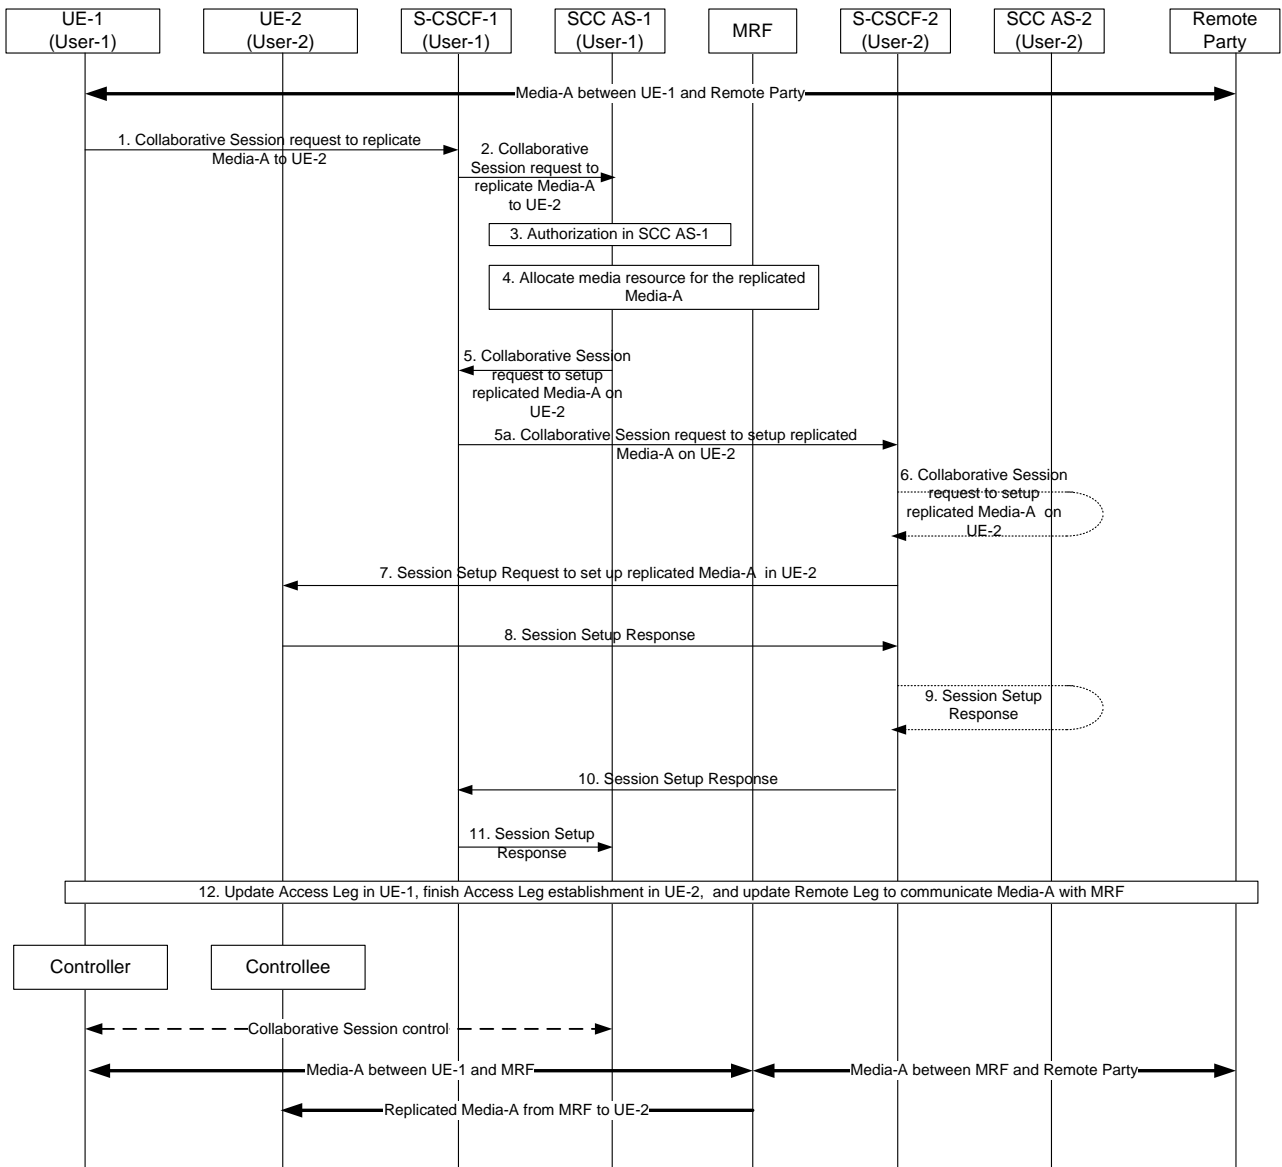 UE-1
(User-1)
UE-2
(User-2)
S-CSCF-1
(User-1)
SCC AS-1
(User-1)
MRF
S-CSCF-2
(User-2)
SCC AS-2
(User-2)
Remote
Party
Media-A between UE-1 and Remote Party
1. Collaborative Session request to replicate
Media-A to UE-2
2. Collaborative
Session request to
replicate Media-A
to UE-2
3. Authorization in SCC AS-1
4. Allocate media resource for the replicated
Media-A
5. Collaborative Session
request to setup
replicated Media-A on
UE-2
5a. Collaborative Session request to setup replicated
Media-A on UE-2
6. Collaborative Session
request to setup
replicated Media-A on
UE-2
7. Session Setup Request to set up replicated Media-A in UE-2
8. Session Setup Response
9. Session Setup
Response
10. Session Setup Response
11. Session Setup
Response
12. Update Access Leg in UE-1, finish Access Leg establishment in UE-2, and update Remote Leg to communicate Media-A with MRF
Controller
Controllee
Collaborative Session control
Media-A between UE-1 and MRF
Media-A between MRF and Remote Party
Replicated Media-A from MRF to UE-2